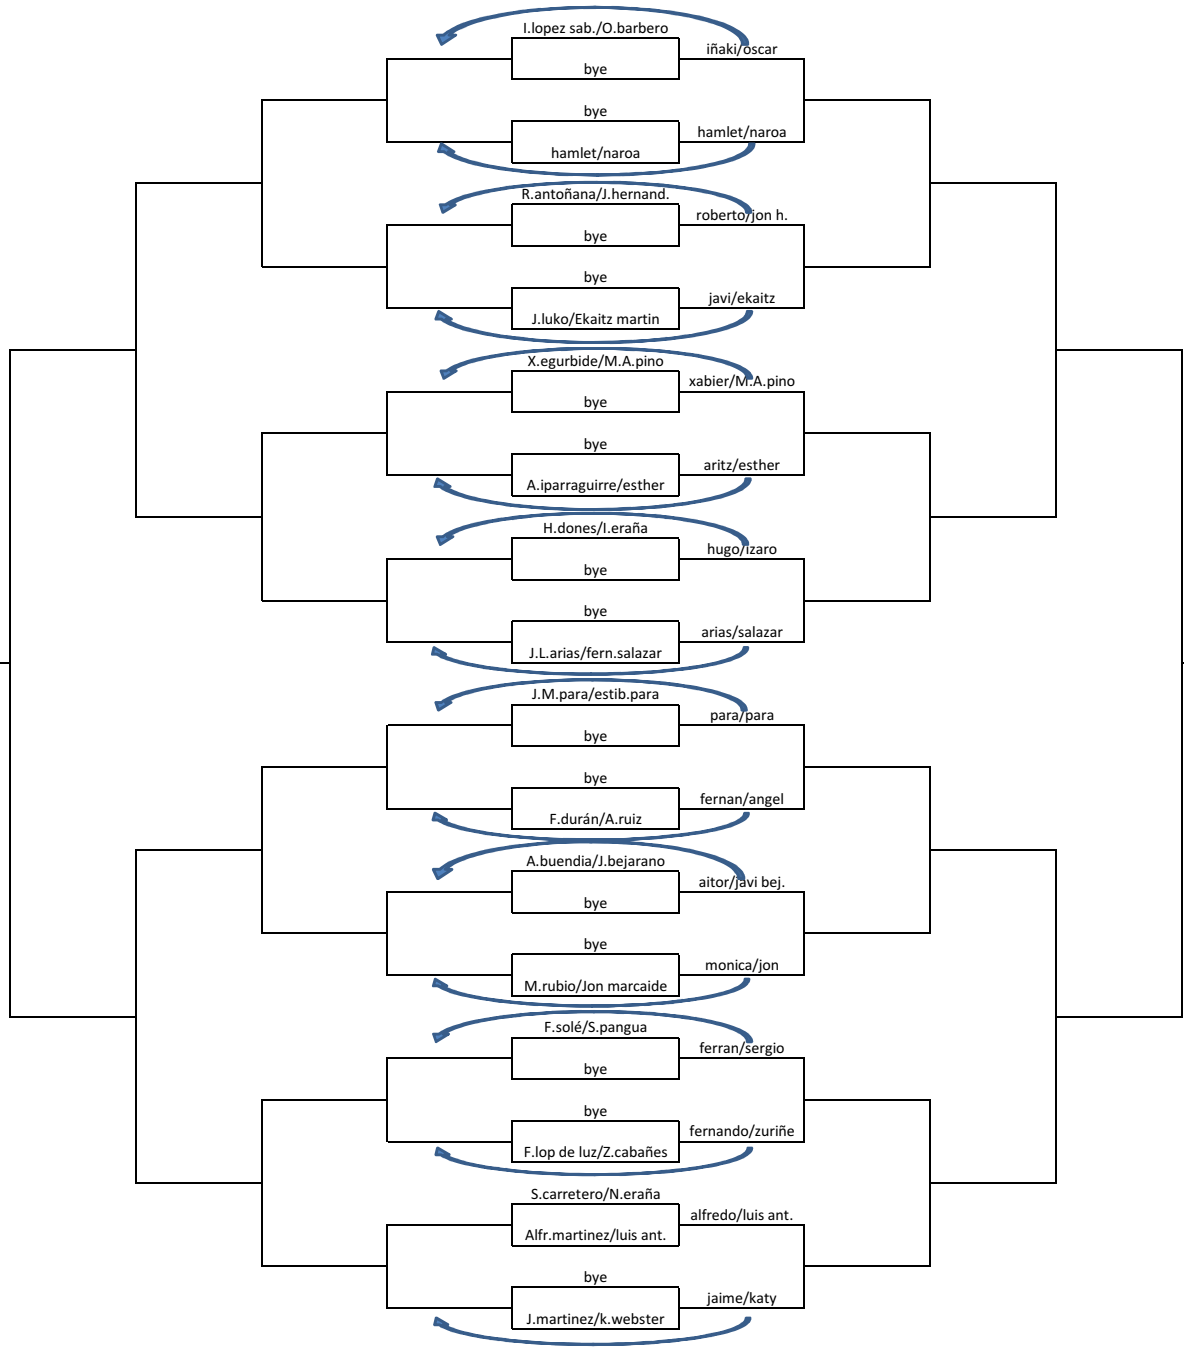 I.lopez sab./O.barbero
iñaki/oscar
bye
bye
hamlet/naroa
hamlet/naroa
R.antoñana/J.hernand.
roberto/jon h.
bye
bye
javi/ekaitz
J.luko/Ekaitz martin
X.egurbide/M.A.pino
xabier/M.A.pino
bye
bye
aritz/esther
A.iparraguirre/esther
H.dones/I.eraña
hugo/izaro
bye
bye
arias/salazar
J.L.arias/fern.salazar
J.M.para/estib.para
para/para
bye
bye
fernan/angel
F.durán/A.ruiz
A.buendia/J.bejarano
aitor/javi bej.
bye
bye
monica/jon
M.rubio/Jon marcaide
F.solé/S.pangua
ferran/sergio
bye
bye
fernando/zuriñe
F.lop de luz/Z.cabañes
S.carretero/N.eraña
alfredo/luis ant.
Alfr.martinez/luis ant.
bye
jaime/katy
J.martinez/k.webster